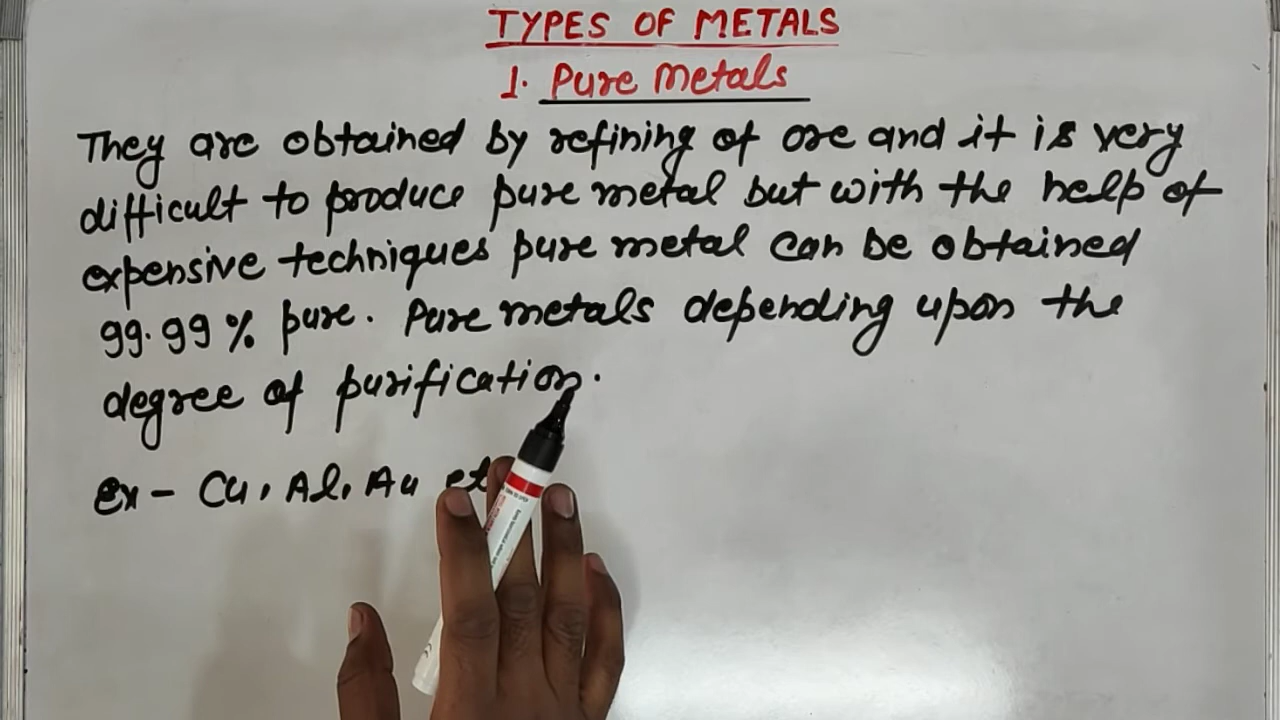 TYPES OF METALS
1. Pure Metals
They are obtained by refining of ore and it is very
difficult to produce pure metal but with the help of
expensive techniques pure metal can be obtained
99.99% pure. Pure metals depending upon the
degree of purification.
Ex- Cu, Al, Au